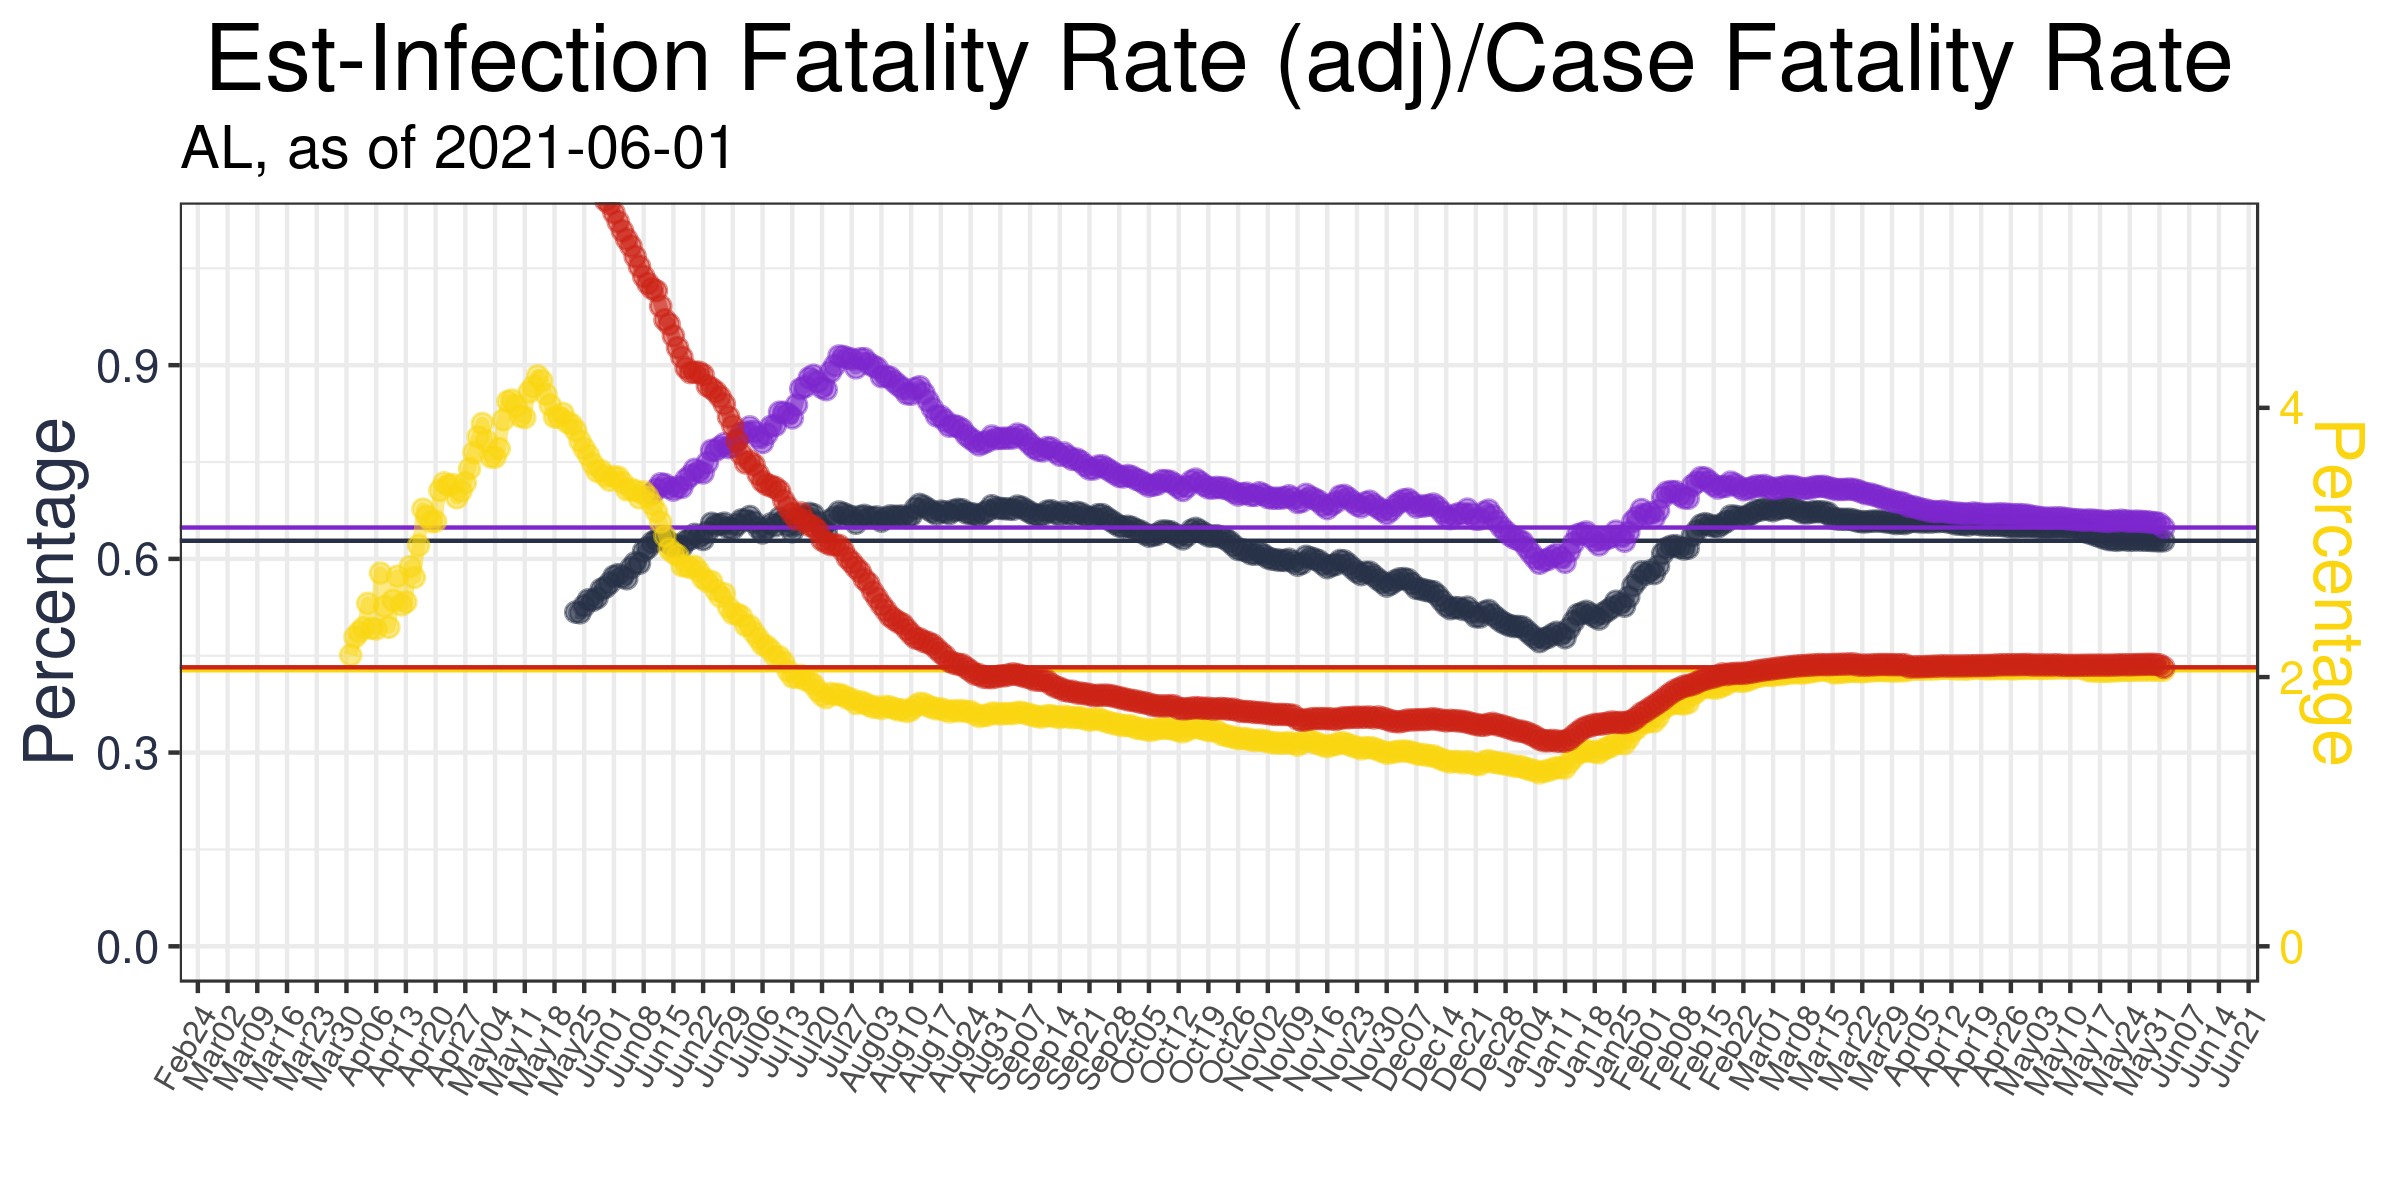 Est-Infection Fatality Rate (adj)/Case Fatality Rate
AL, as of 2021-06-01
Percentage
0.9
0.6
0.3
0.0
4
2
0
Percentage
Feb24
Mar02
Mar09
Mar16
Mar23
Mar30
Apr06
Apr13
Apr20
Apr27
May04
May11
May18
May25
Jun01
Jun08
Jun15
Jun22
Jun29
Jul06
Jul13
Jul20
Jul27
Aug03
Aug10
Aug17
Aug24
Aug31
Sep07
Sep14
Sep21
Sep28
Oct05
Oct12
Oct19
Oct26
Nov02
Nov09
Nov16
Nov23
Nov30
Dec07
Dec14
Dec21
Dec28
Jan04
Jan11
Jan18
Jan25
Feb01
Feb08
Feb15
Feb22
Mar01
Mar08
Mar15
Mar22
Mar29
Apr05
Apr12
Apr19
Apr26
May03
May10
May17
May24
May31
Jun07
Jun14
Jun21